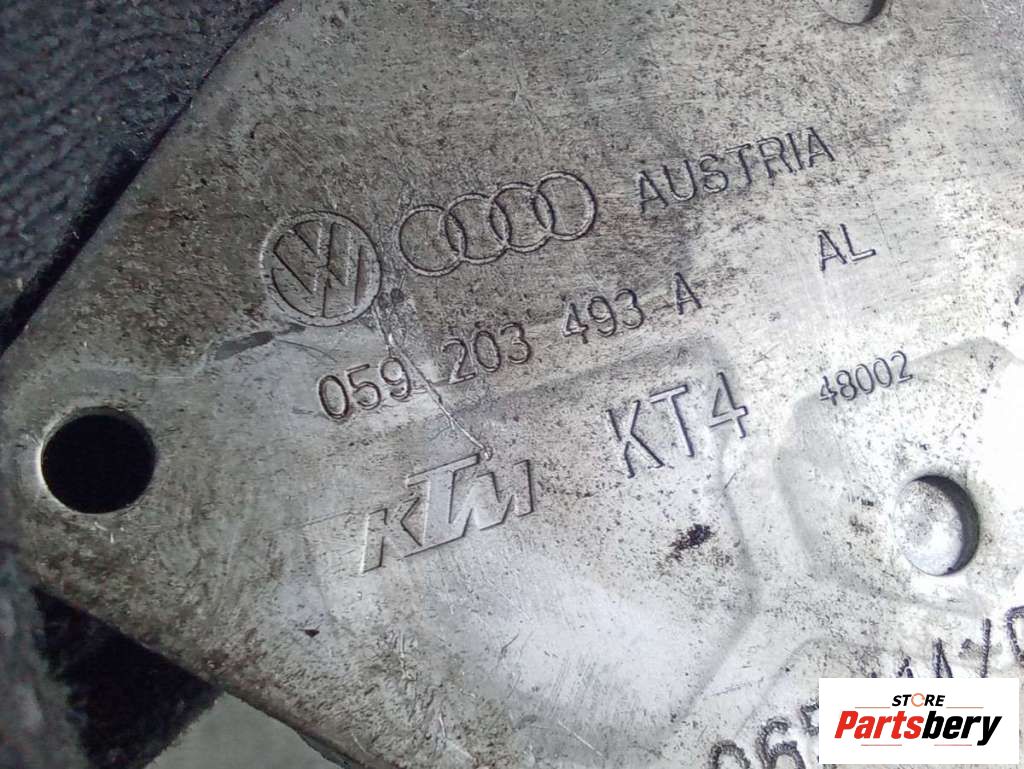 AUSTRIA
059 203 493 A
AL
KTM
KT4
48002
STORE
Partsbery